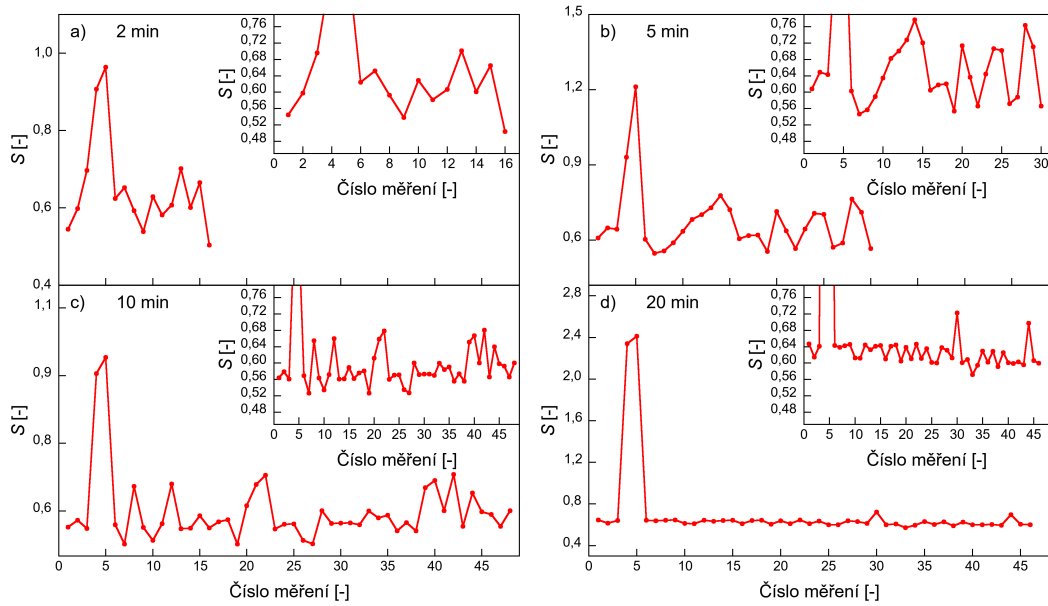 a) 2 min
S [-]
1,0
0,8
0,6
0,4
S [-]
0,76
0,72
0,68
0,64
0,60
0,56
0,52
0,48
0 2 4 6 8 10 12 14 16
Číslo měření [-]
b) 5 min
S [-]
1,5
1,2
0,9
0,6
S [-]
0,76
0,72
0,68
0,64
0,60
0,56
0,52
0,48
0 5 10 15 20 25 30
Číslo měření [-]
c) 10 min
S [-]
1,1
0,9
0,8
0,6
0 5 10 15 20 25 30 35 40 45
Číslo měření [-]
S [-]
0,76
0,72
0,68
0,64
0,60
0,56
0,52
0,48
0 5 10 15 20 25 30 35 40 45
Číslo měření [-]
d) 20 min
S [-]
2,8
2,4
2,0
1,6
1,2
0,8
0,4
0 5 10 15 20 25 30 35 40 45
Číslo měření [-]
S [-]
0,76
0,72
0,68
0,64
0,60
0,56
0,52
0,48
0 5 10 15 20 25 30 35 40 45
Číslo měření [-]